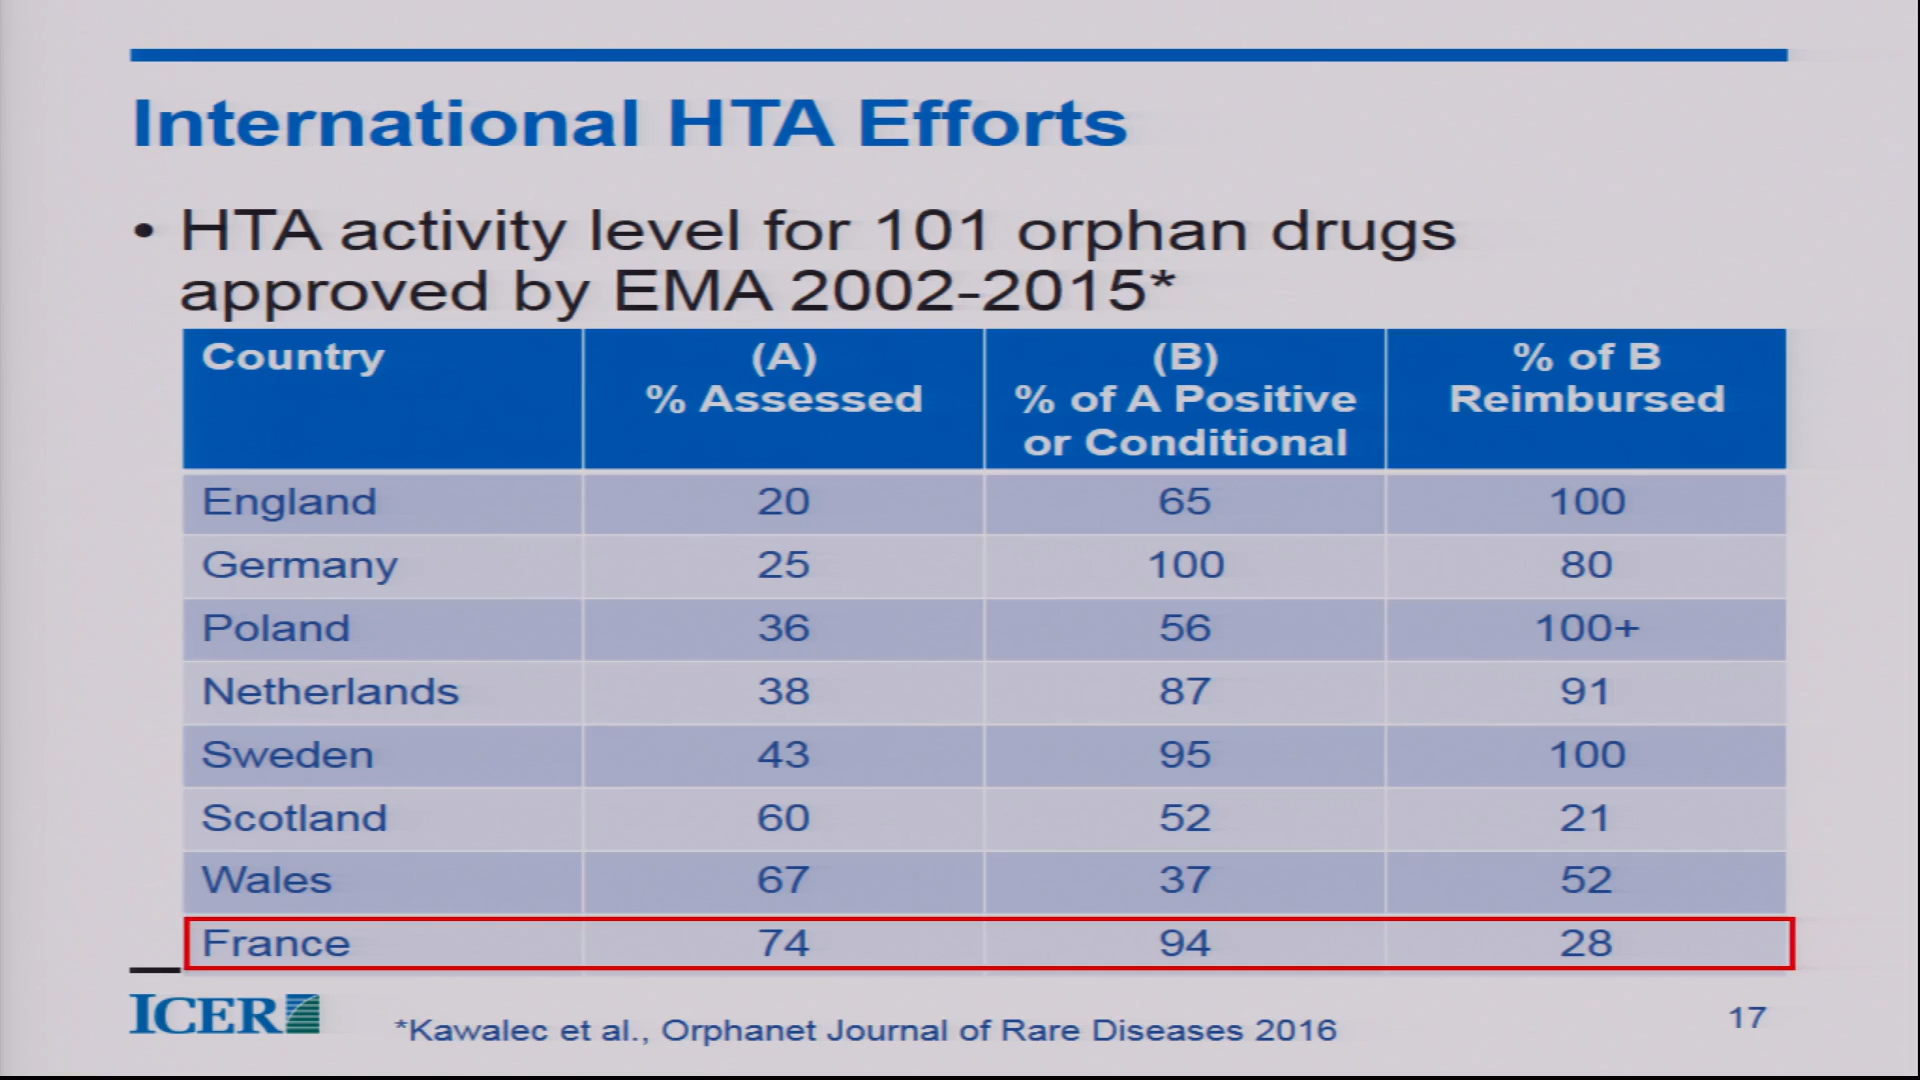 International HTA Efforts
• HTA activity level for 101 orphan drugs
approved by EMA 2002-2015*
Country (A) % Assessed (B) % of A Positive or Conditional % of B Reimbursed
England 20 65 100
Germany 25 100 80
Poland 36 56 100+
Netherlands 38 87 91
Sweden 43 95 100
Scotland 60 52 21
Wales 67 37 52
France 74 94 28
ICER
*Kawalec et al., Orphanet Journal of Rare Diseases 2016
17